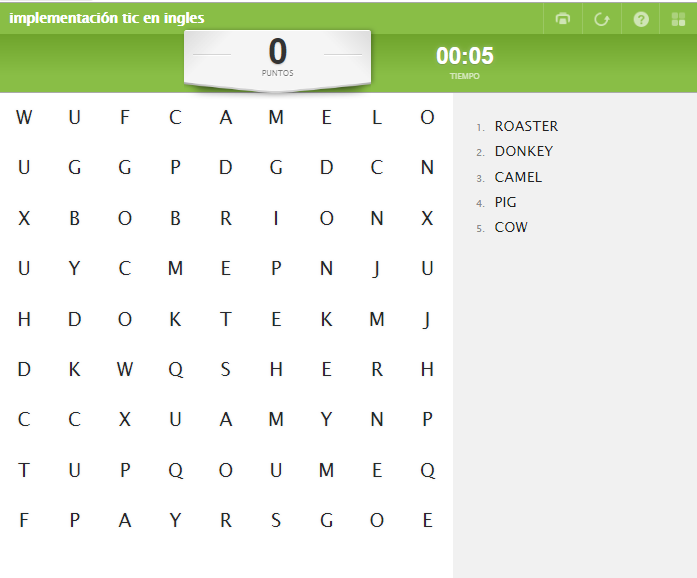 implementación tic en ingles
0
PUNTOS
00:05
TIEMPO
W U F C A M E L O
U G G P D G D C N
X B O B R I O N X
U Y C M E P N J U
H D O K T E K M J
D K W Q S H E R H
C C X U A M Y N P
T U P Q O U M E Q
F P A Y R S G O E
1. ROASTER
2. DONKEY
3. CAMEL
4. PIG
5. COW